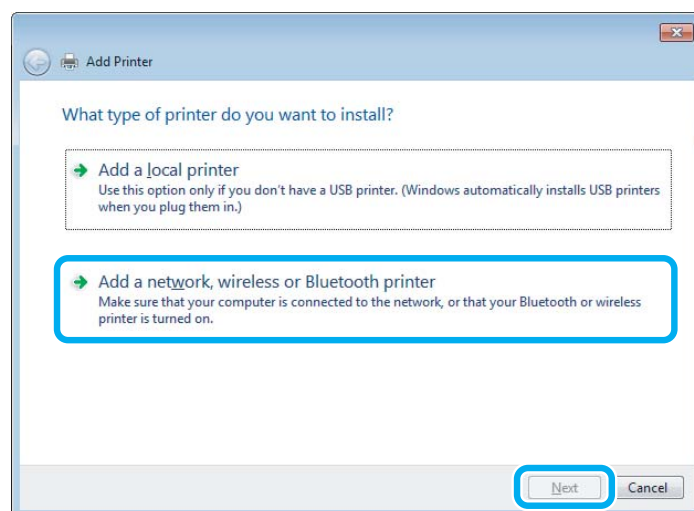 Add Printer
What type of printer do you want to install?
Add a local printer
Use this option only if you don't have a USB printer. (Windows automatically installs USB printers
when you plug them in.)
Add a network, wireless or Bluetooth printer
Make sure that your computer is connected to the network, or that your Bluetooth or wireless
printer is turned on.
Next
Cancel